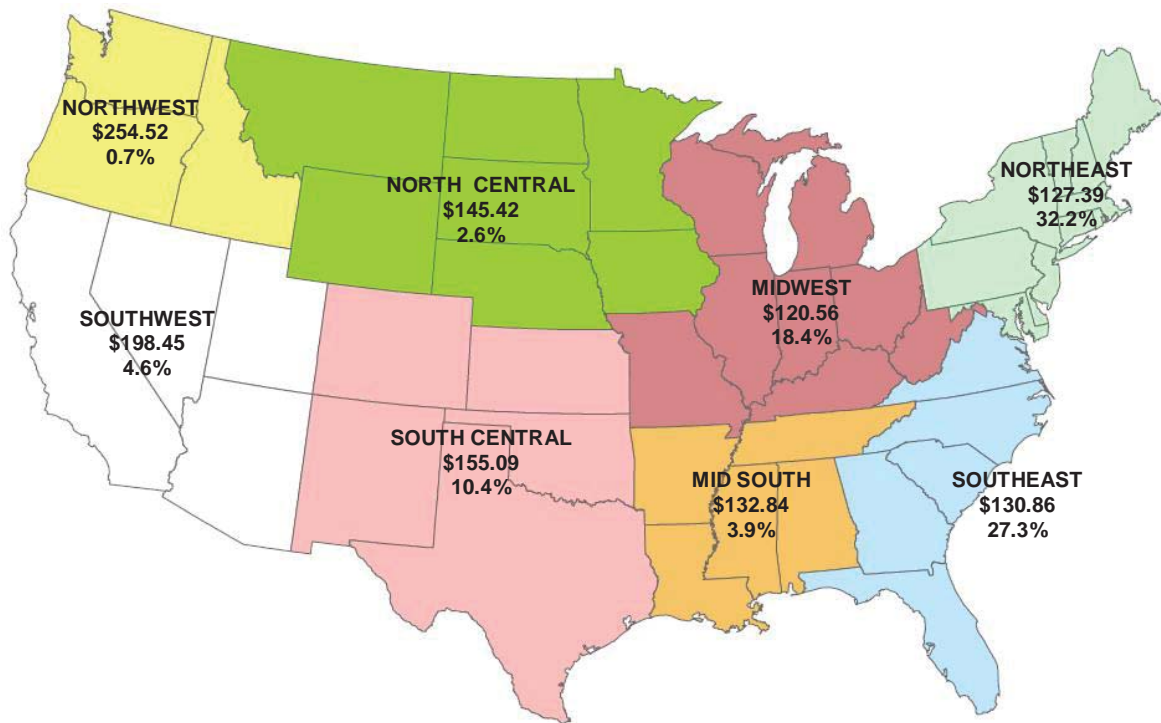 NORTHWEST
$254.52
0.7%
NORTH CENTRAL
$145.42
2.6%
NORTHEAST
$127.39
32.2%
MIDWEST
$120.56
18.4%
SOUTHWEST
$198.45
4.6%
SOUTH CENTRAL
$155.09
10.4%
MID SOUTH
$132.84
3.9%
SOUTHEAST
$130.86
27.3%